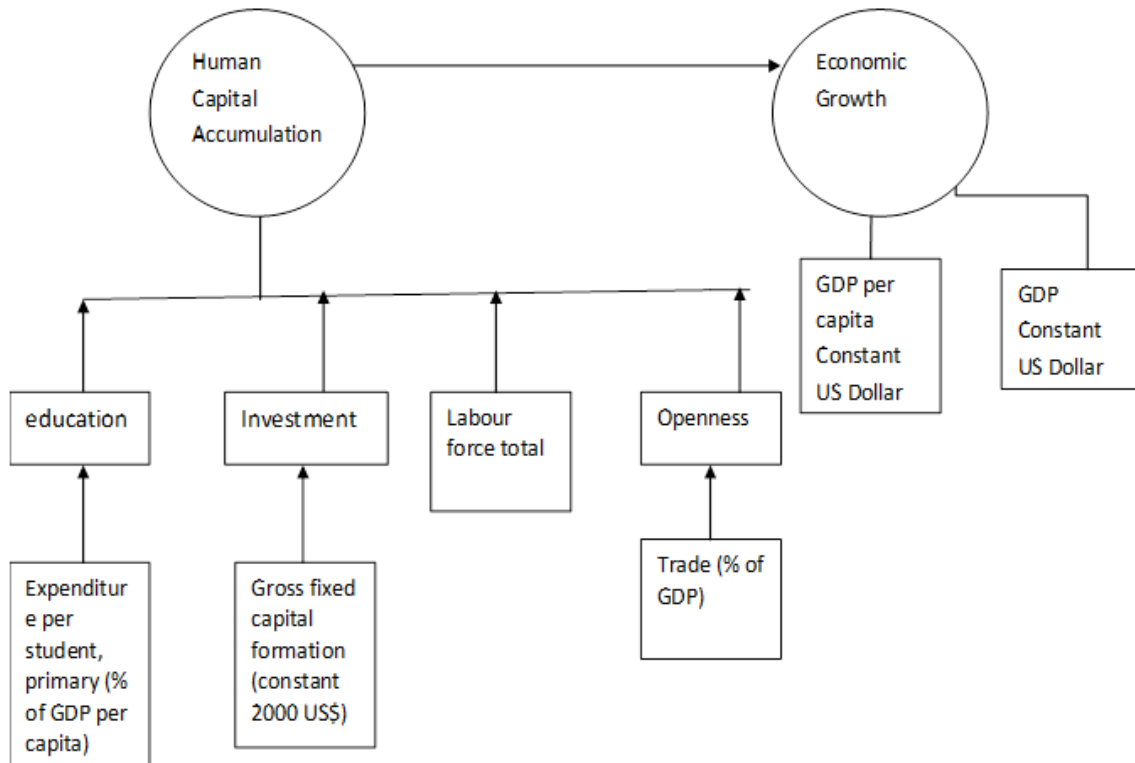 Human
Capital
Accumulation
Economic
Growth
GDP per
capita
Constant
US Dollar
GDP
Constant
US Dollar
education
Investment
Labour
force total
Openness
Expenditur
e per
student,
primary (%
of GDP per
capita)
Gross fixed
capital
formation
(constant
2000 US$)
Trade (% of
GDP)